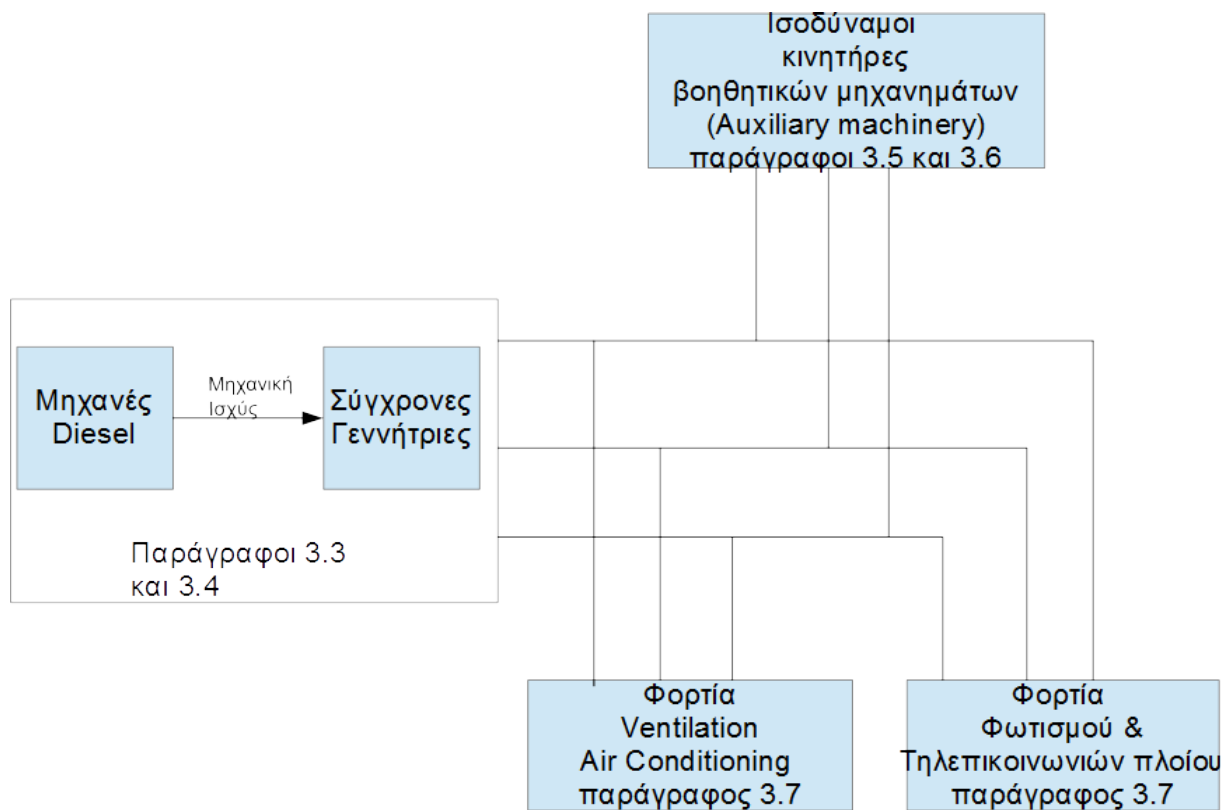 Ισοδύναμοι
κινητήρες
βοηθητικών μηχανημάτων
(Auxiliary machinery)
παράγραφοι 3.5 και 3.6
Μηχανές
Diesel
Μηχανική
Ισχύς
Σύγχρονες
Γεννήτριες
Παράγραφοι 3.3
και 3.4
Φορτία
Ventilation
Air Conditioning
παράγραφος 3.7
Φορτία
Φωτισμού &
Τηλεπικοινωνιών πλοίου
παράγραφος 3.7